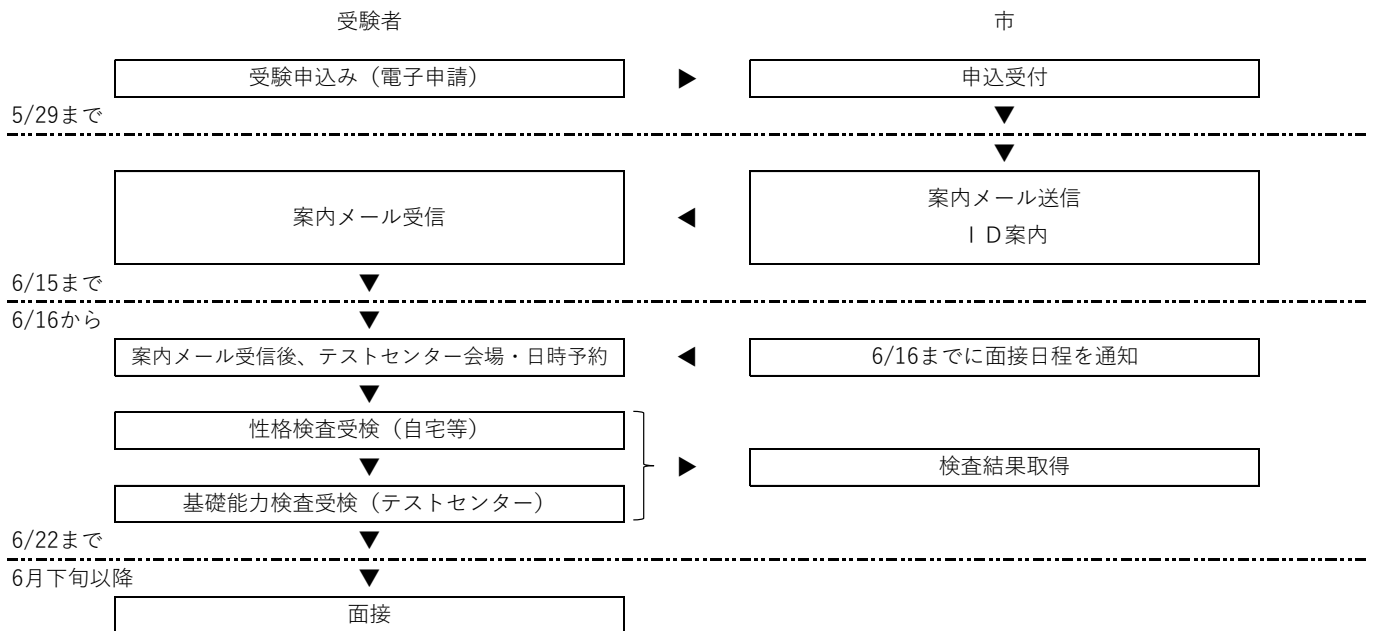 受験者
市
受験申込み（電子申請）
▶
申込受付
5/29まで
▼
▼
案内メール受信
◀
案内メール送信
ＩＤ案内
6/15まで
▼
6/16から
▼
案内メール受信後、テストセンター会場・日時予約
◀
6/16までに面接日程を通知
▼
性格検査受検（自宅等）
▼
▶
検査結果取得
基礎能力検査受検（テストセンター）
6/22まで
▼
6月下旬以降
▼
面接